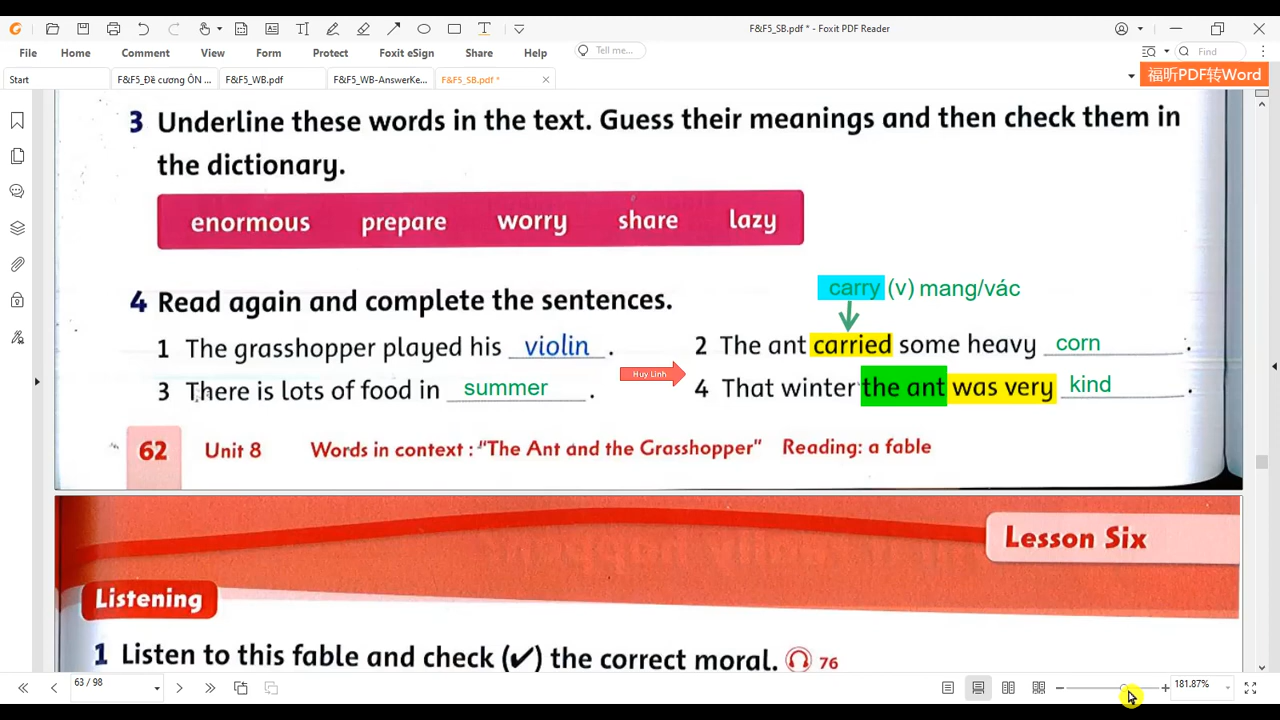 F&F5_SB.pdf * - Foxit PDF Reader
File Home Comment View Form Protect Foxit eSign Share Help Tell me... Find
Start F&F5_Đề cương ÔN ... F&F5_WB.pdf F&F5_WB-AnswerKe... F&F5_SB.pdf *
福昕PDF转Word
3 Underline these words in the text. Guess their meanings and then check them in
the dictionary.
enormous prepare worry share lazy
carry (v) mang/vác
4 Read again and complete the sentences.
1 The grasshopper played his violin .
2 The ant carried some heavy corn .
Huy Linh
3 There is lots of food in summer .
4 That winter the ant was very kind .
62 Unit 8 Words in context : "The Ant and the Grasshopper" Reading: a fable
Lesson Six
Listening
1 Listen to this fable and check (✔) the correct moral. 76
63 / 98
181.87%